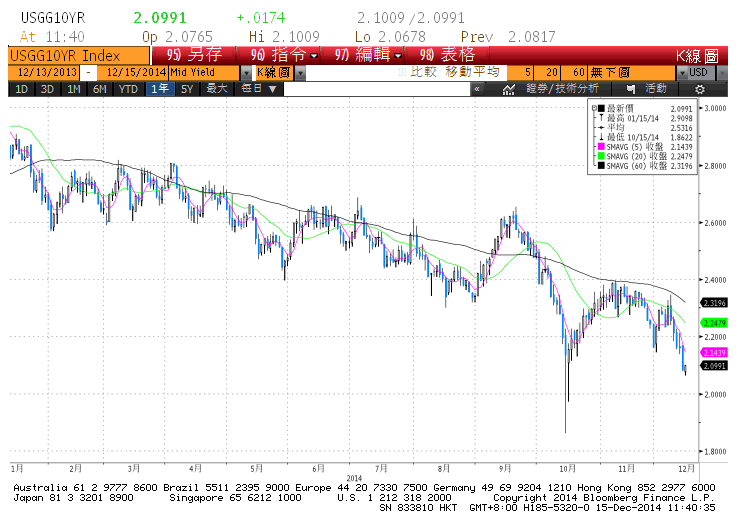 USGG10YR 2.0991 +.0174 2.1009 /2.0991
At 11:40 Op 2.0765 Hi 2.1009 Lo 2.0678 Prev 2.0817
USGG10YR Index 95) 另存 96) 指令 97) 編輯 98) 表格 K線圖
12/13/2013 - 12/15/2014 Mid Yield K線圖 比較 移動平均 5 20 60 無下圖 USD
1D 3D 1M 6M YTD 1年 5Y 最大 每日 ▼ « 證券/技術分析 活動
最新價 2.0991
最高 01/15/14 2.9098
平均 2.5316
最低 10/15/14 1.8622
SMAVG (5) 收盤 2.1439
SMAVG (20) 收盤 2.2479
SMAVG (60) 收盤 2.3196
3.0000
2.8000
2.6000
2.4000
2.3196
2.2479
2.1439
2.0991
2.0000
1.8000
1月 2月 3月 4月 5月 6月 7月 8月 9月 10月 11月 12月
2014
Australia 61 2 9777 8600 Brazil 5511 2395 9000 Europe 44 20 7330 7500 Germany 49 69 9204 1210 Hong Kong 852 2977 6000
Japan 81 3 3201 8900 Singapore 65 6212 1000 U.S. 1 212 318 2000 Copyright 2014 Bloomberg Finance L.P.
SN 833810 HKT GMT+8:00 H185-5320-0 15-Dec-2014 11:40:35